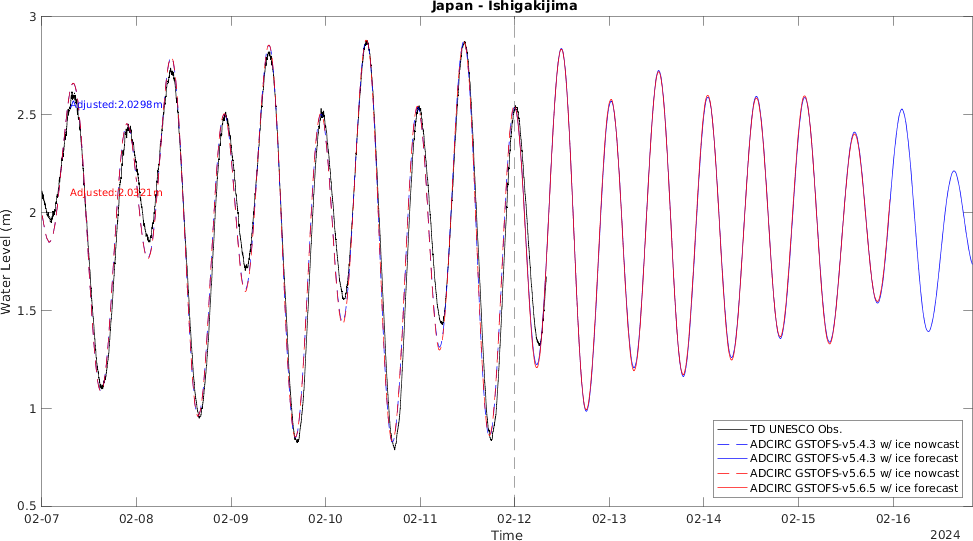 Japan - Ishigakijima
3
2.5
2
1.5
1
0.5
Water Level (m)
Adjusted:2.0298m
Adjusted:2.0321m
TD UNESCO Obs.
ADCIRC GSTOFS-v5.4.3 w/ ice nowcast
ADCIRC GSTOFS-v5.4.3 w/ ice forecast
ADCIRC GSTOFS-v5.6.5 w/ ice nowcast
ADCIRC GSTOFS-v5.6.5 w/ ice forecast
02-07 02-08 02-09 02-10 02-11 02-12 02-13 02-14 02-15 02-16
Time
2024